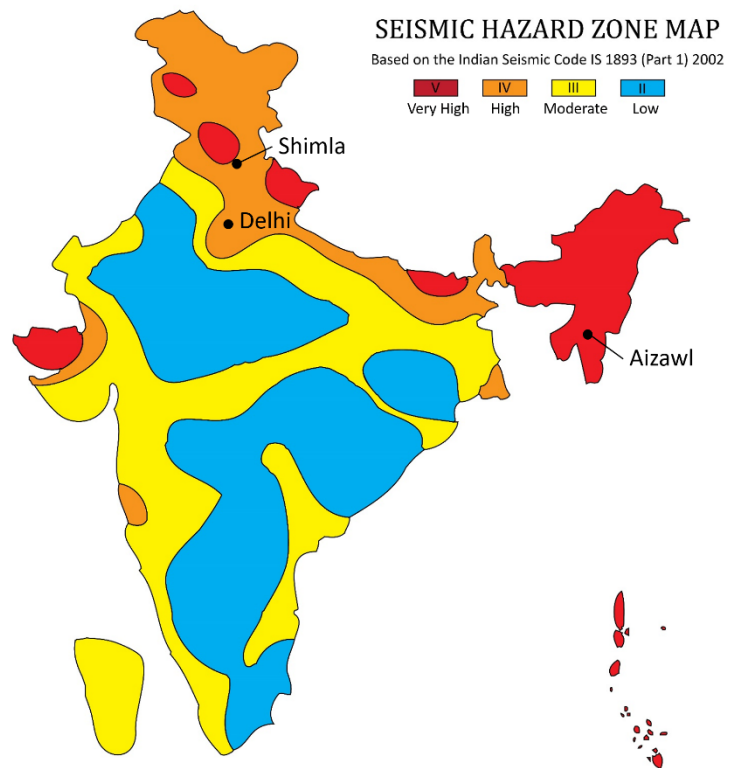 SEISMIC HAZARD ZONE MAP
Based on the Indian Seismic Code IS 1893 (Part 1) 2002
V IV III II
Very High High Moderate Low
Shimla
Delhi
Aizawl